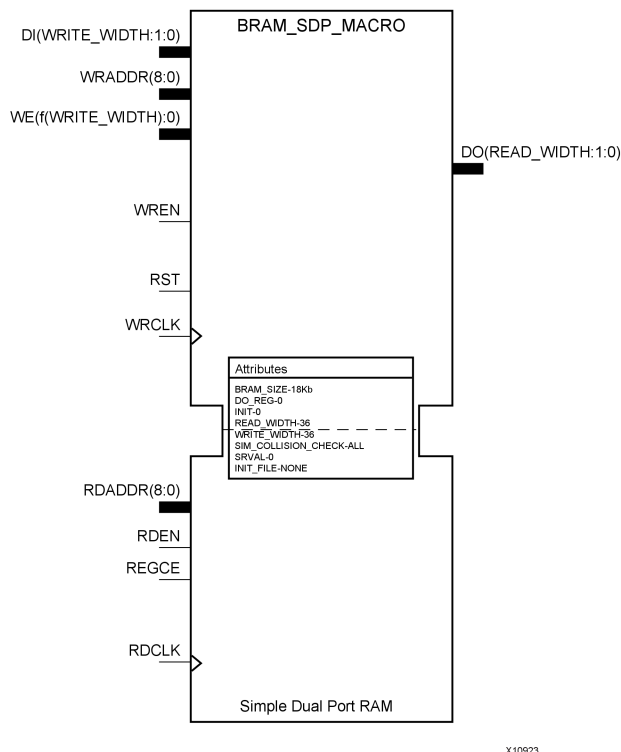 BRAM_SDP_MACRO
DI(WRITE_WIDTH:1:0)
WRADDR(8:0)
WE(f(WRITE_WIDTH):0)
DO(READ_WIDTH:1:0)
WREN
RST
WRCLK
Attributes
BRAM_SIZE-18Kb
DO_REG-0
INIT-0
READ_WIDTH-36
WRITE_WIDTH-36
SIM_COLLISION_CHECK-ALL
SRVAL-0
INIT_FILE-NONE
RDADDR(8:0)
RDEN
REGCE
RDCLK
Simple Dual Port RAM
X10923